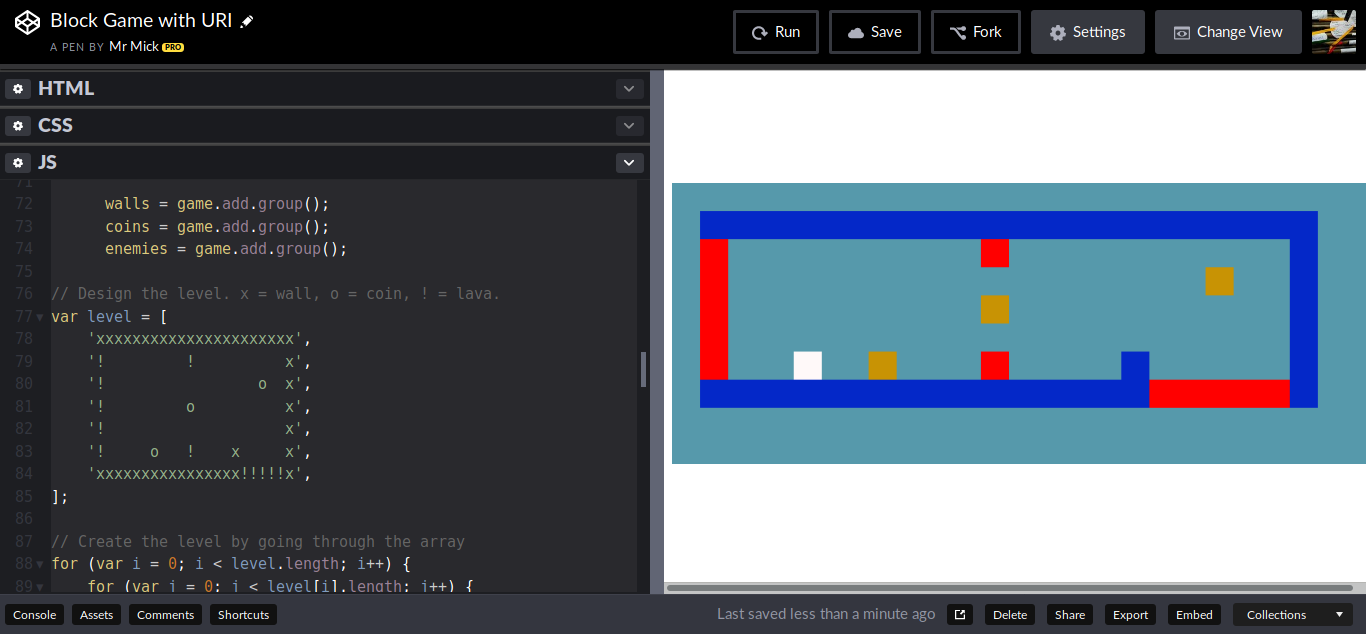 Block Game with URI
A PEN BY Mr Mick PRO
Run
Save
Fork
Settings
Change View
HTML
CSS
JS
71
72 walls = game.add.group();
73 coins = game.add.group();
74 enemies = game.add.group();
75
76 // Design the level. x = wall, o = coin, ! = lava.
77 var level = [
78     'xxxxxxxxxxxxxxxxxxxxxx',
79     '!         !          x',
80     '!                 o  x',
81     '!         o          x',
82     '!                    x',
83     '!     o   !    x     x',
84     'xxxxxxxxxxxxxxxx!!!!!x',
85 ];
86
87 // Create the level by going through the array
88 for (var i = 0; i < level.length; i++) {
89     for (var j = 0; j < level[i].length; j++) {
Console
Assets
Comments
Shortcuts
Last saved less than a minute ago
Delete
Share
Export
Embed
Collections